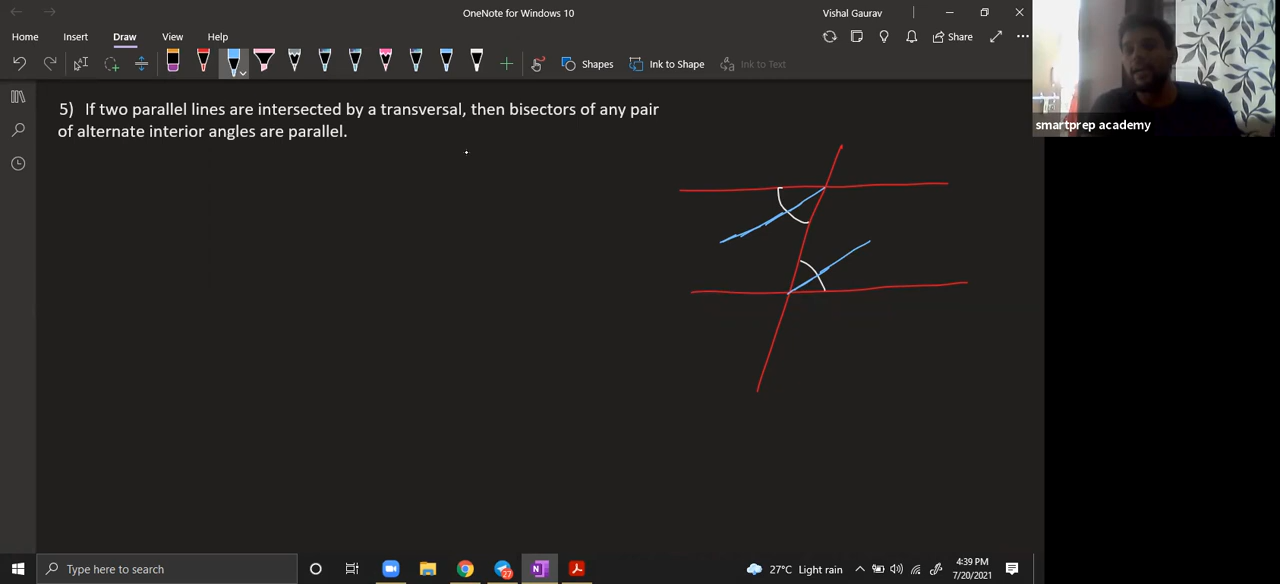 OneNote for Windows 10
Vishal Gaurav
Home Insert Draw View Help
Share
Shapes Ink to Shape Ink to Text
smartprep academy
5) If two parallel lines are intersected by a transversal, then bisectors of any pair
of alternate interior angles are parallel.
Type here to search
27
N
27°C Light rain
4:39 PM
7/20/2021